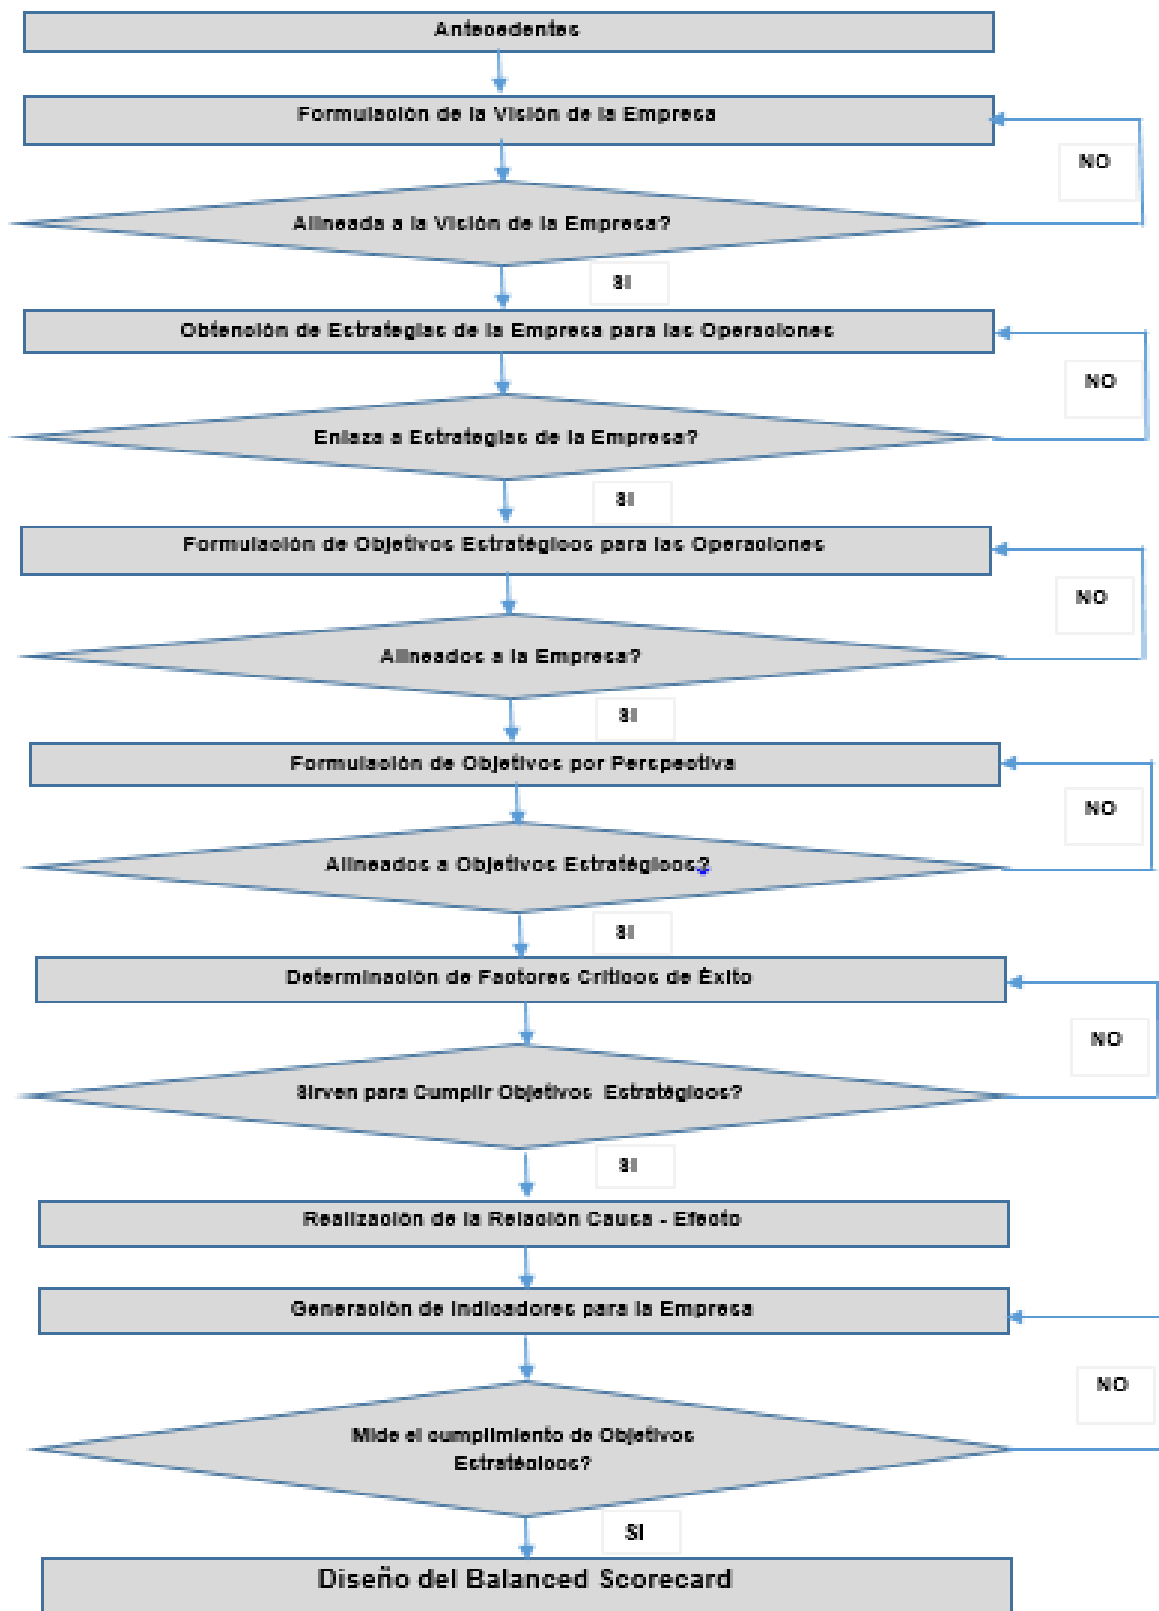 Antecedentes
Formulación de la Visión de la Empresa
NO
Alineada a la Visión de la Empresa?
SI
Obtención de Estrategias de la Empresa para las Operaciones
NO
Enlaza a Estrategias de la Empresa?
SI
Formulación de Objetivos Estratégicos para las Operaciones
NO
Alineados a la Empresa?
SI
Formulación de Objetivos por Perspectiva
NO
Alineados a Objetivos Estratégicos?
SI
Determinación de Factores Críticos de Éxito
NO
Sirven para Cumplir Objetivos Estratégicos?
SI
Realización de la Relación Causa - Efecto
Generación de Indicadores para la Empresa
NO
Mide el cumplimiento de Objetivos
Estratégicos?
SI
Diseño del Balanced Scorecard